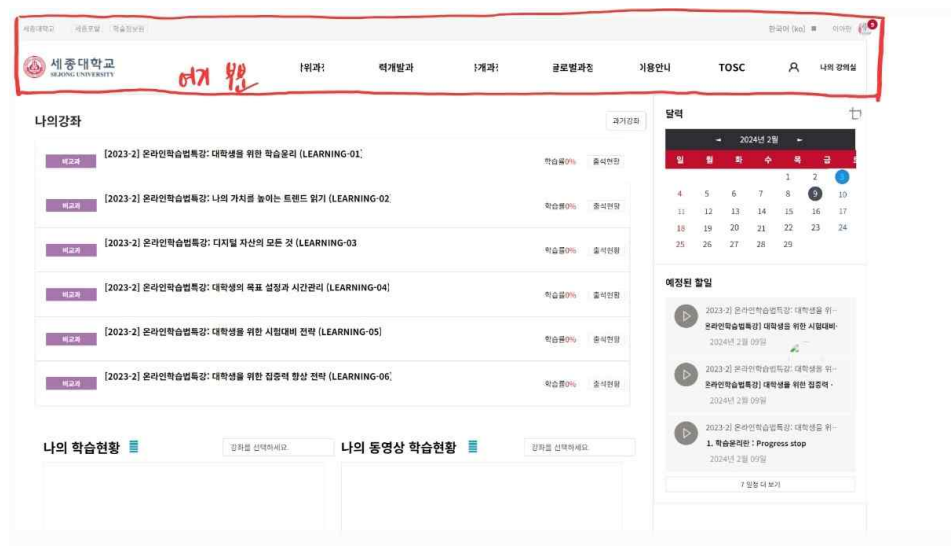 세종대학교 세종포털 학술정보원 한국어 (ko) 이아란 9
세종대학교 력개발과 글로벌과정 TOSC 나의 강의실
SEJONG UNIVERSITY
여기 부분
나의강좌 과거강좌
비교과 [2023-2] 온라인학습법특강: 대학생을 위한 학습윤리 (LEARNING-01) 학습률0% 출석현황
비교과 [2023-2] 온라인학습법특강: 나의 가치를 높이는 트렌드 읽기 (LEARNING-02 학습률0% 출석현황
비교과 [2023-2] 온라인학습법특강: 디지털 자산의 모든 것 (LEARNING-03 학습률0% 출석현황
비교과 [2023-2] 온라인학습법특강: 대학생의 목표 설정과 시간관리 (LEARNING-04) 학습률0% 출석현황
비교과 [2023-2] 온라인학습법특강: 대학생을 위한 시험대비 전략 (LEARNING-05) 학습률0% 출석현황
비교과 [2023-2] 온라인학습법특강: 대학생을 위한 집중력 향상 전략 (LEARNING-06) 학습률0% 출석현황
나의 학습현황 강좌를 선택하세요. 나의 동영상 학습현황 강좌를 선택하세요.
달력
2024년 2월
일 월 화 수 목 금
1 2 3
4 5 6 7 8 9 10
11 12 13 14 15 16 17
18 19 20 21 22 23 24
25 26 27 28 29
예정된 할일
2023-2] 온라인학습법특강: 대학생을 위···
온라인학습법특강] 대학생을 위한 시험대비·
2024년 2월 09일
2023-2] 온라인학습법특강: 대학생을 위···
온라인학습법특강] 대학생을 위한 집중력 ·
2024년 2월 09일
2023-2] 온라인학습법특강: 대학생을 위···
1. 학습윤리란 : Progress stop
2024년 2월 09일
7 일정 더 보기